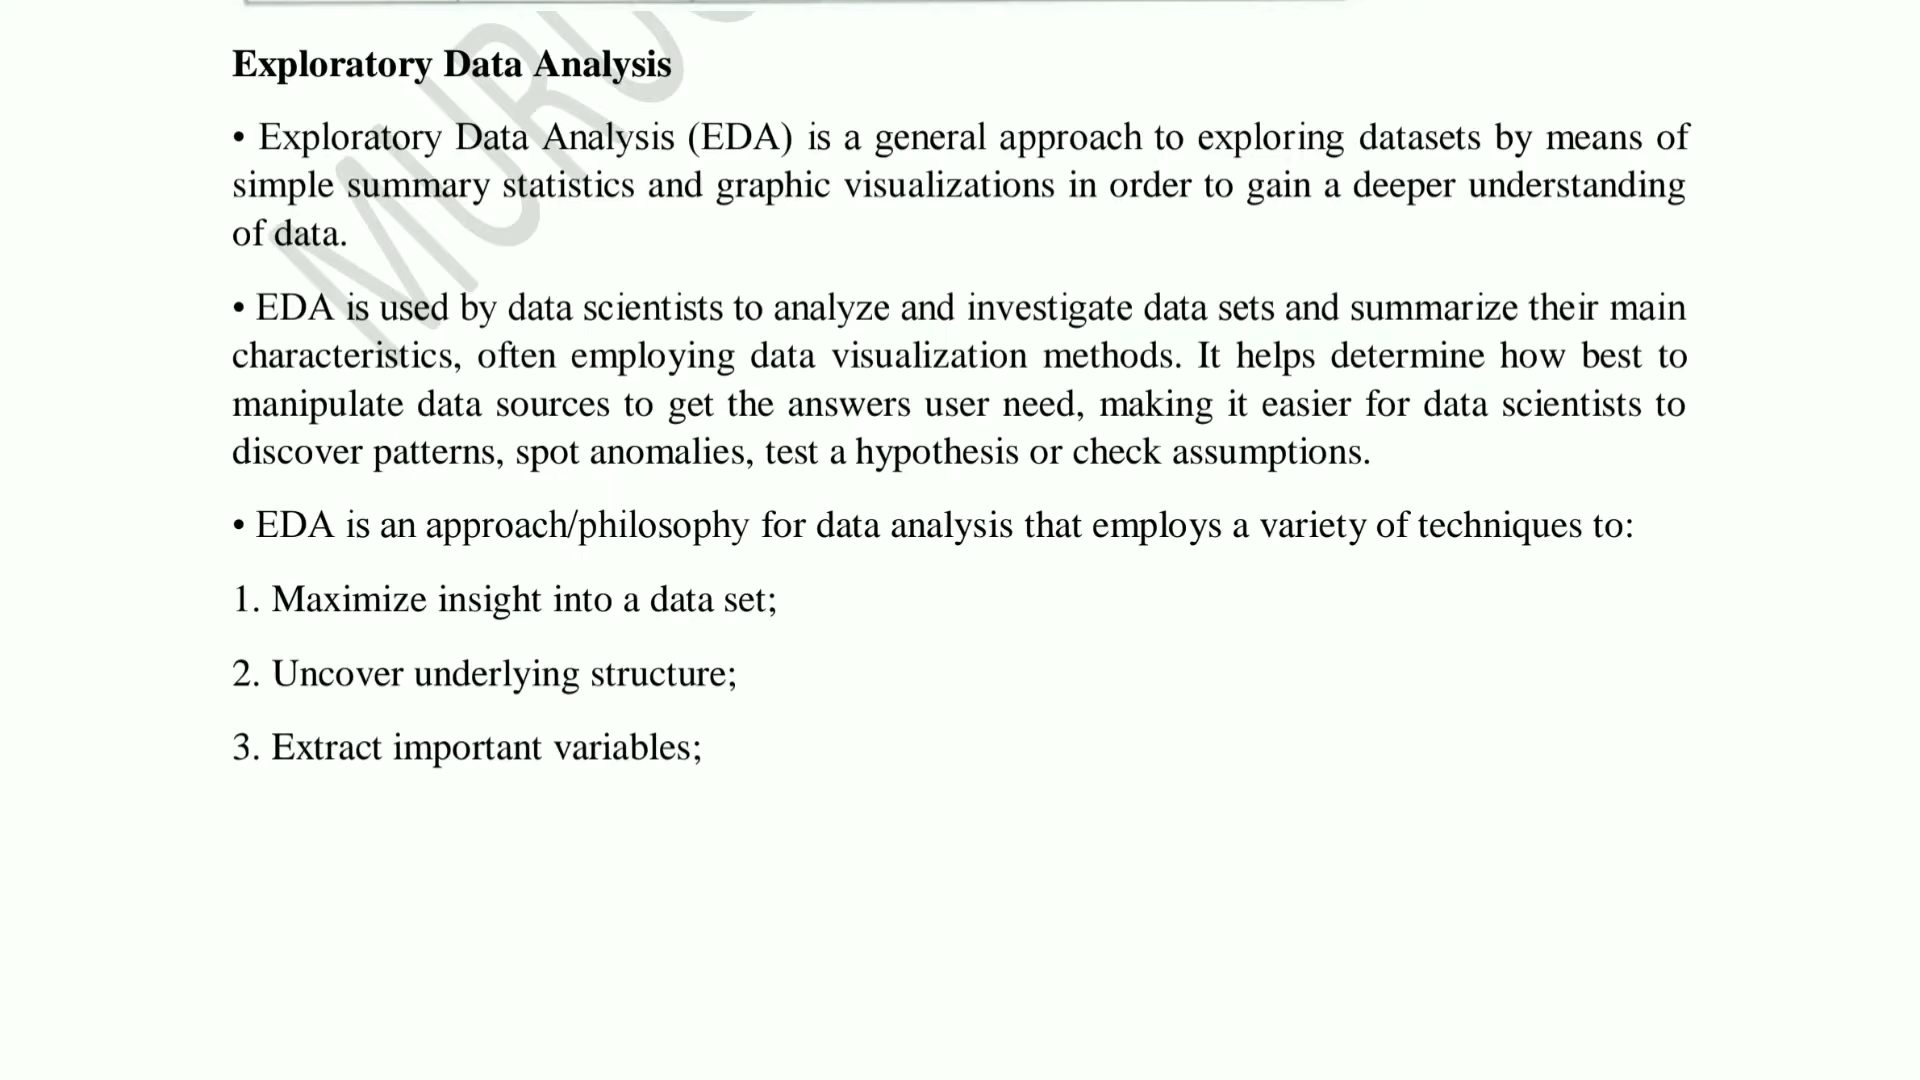 Exploratory Data Analysis
• Exploratory Data Analysis (EDA) is a general approach to exploring datasets by means of
simple summary statistics and graphic visualizations in order to gain a deeper understanding
of data.
• EDA is used by data scientists to analyze and investigate data sets and summarize their main
characteristics, often employing data visualization methods. It helps determine how best to
manipulate data sources to get the answers user need, making it easier for data scientists to
discover patterns, spot anomalies, test a hypothesis or check assumptions.
• EDA is an approach/philosophy for data analysis that employs a variety of techniques to:
1. Maximize insight into a data set;
2. Uncover underlying structure;
3. Extract important variables;